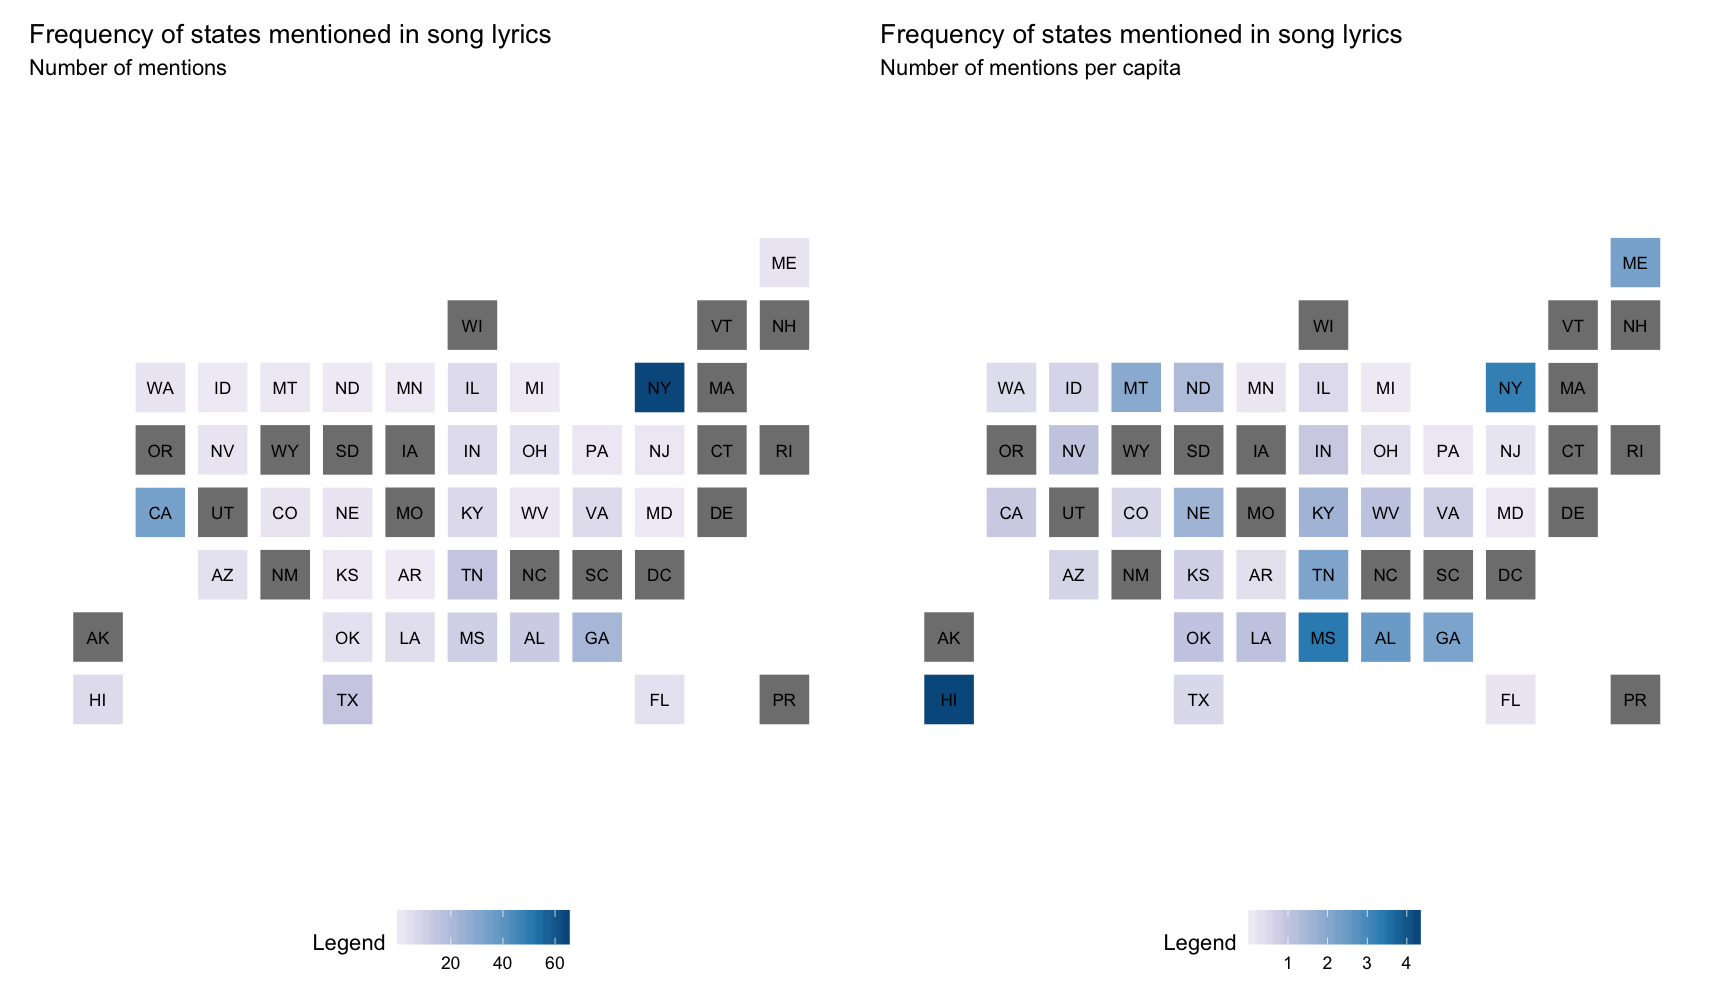 Frequency of states mentioned in song lyrics
Number of mentions
ME
WI VT NH
WA ID MT ND MN IL MI NY MA
OR NV WY SD IA IN OH PA NJ CT RI
CA UT CO NE MO KY WV VA MD DE
AZ NM KS AR TN NC SC DC
AK OK LA MS AL GA
HI TX FL PR
Legend
20 40 60
Frequency of states mentioned in song lyrics
Number of mentions per capita
ME
WI VT NH
WA ID MT ND MN IL MI NY MA
OR NV WY SD IA IN OH PA NJ CT RI
CA UT CO NE MO KY WV VA MD DE
AZ NM KS AR TN NC SC DC
AK OK LA MS AL GA
HI TX FL PR
Legend
1 2 3 4